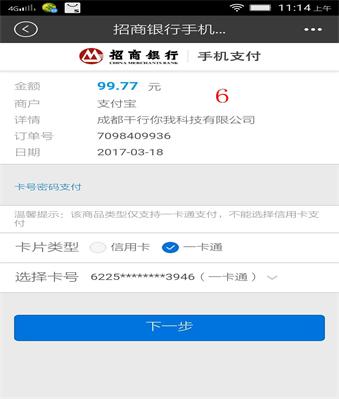 4G 11:14 上午
招商银行手机...
招商银行 手机支付
CHINA MERCHANTS BANK
金额 99.77 元
6
商户 支付宝
详情 成都千行你我科技有限公司
订单号 7098409936
日期 2017-03-18
卡号密码支付
温馨提示：该商品类型仅支持一卡通支付，不能选择信用卡支
付
卡片类型 信用卡 一卡通
选择卡号 6225********3946（一卡通）
下一步